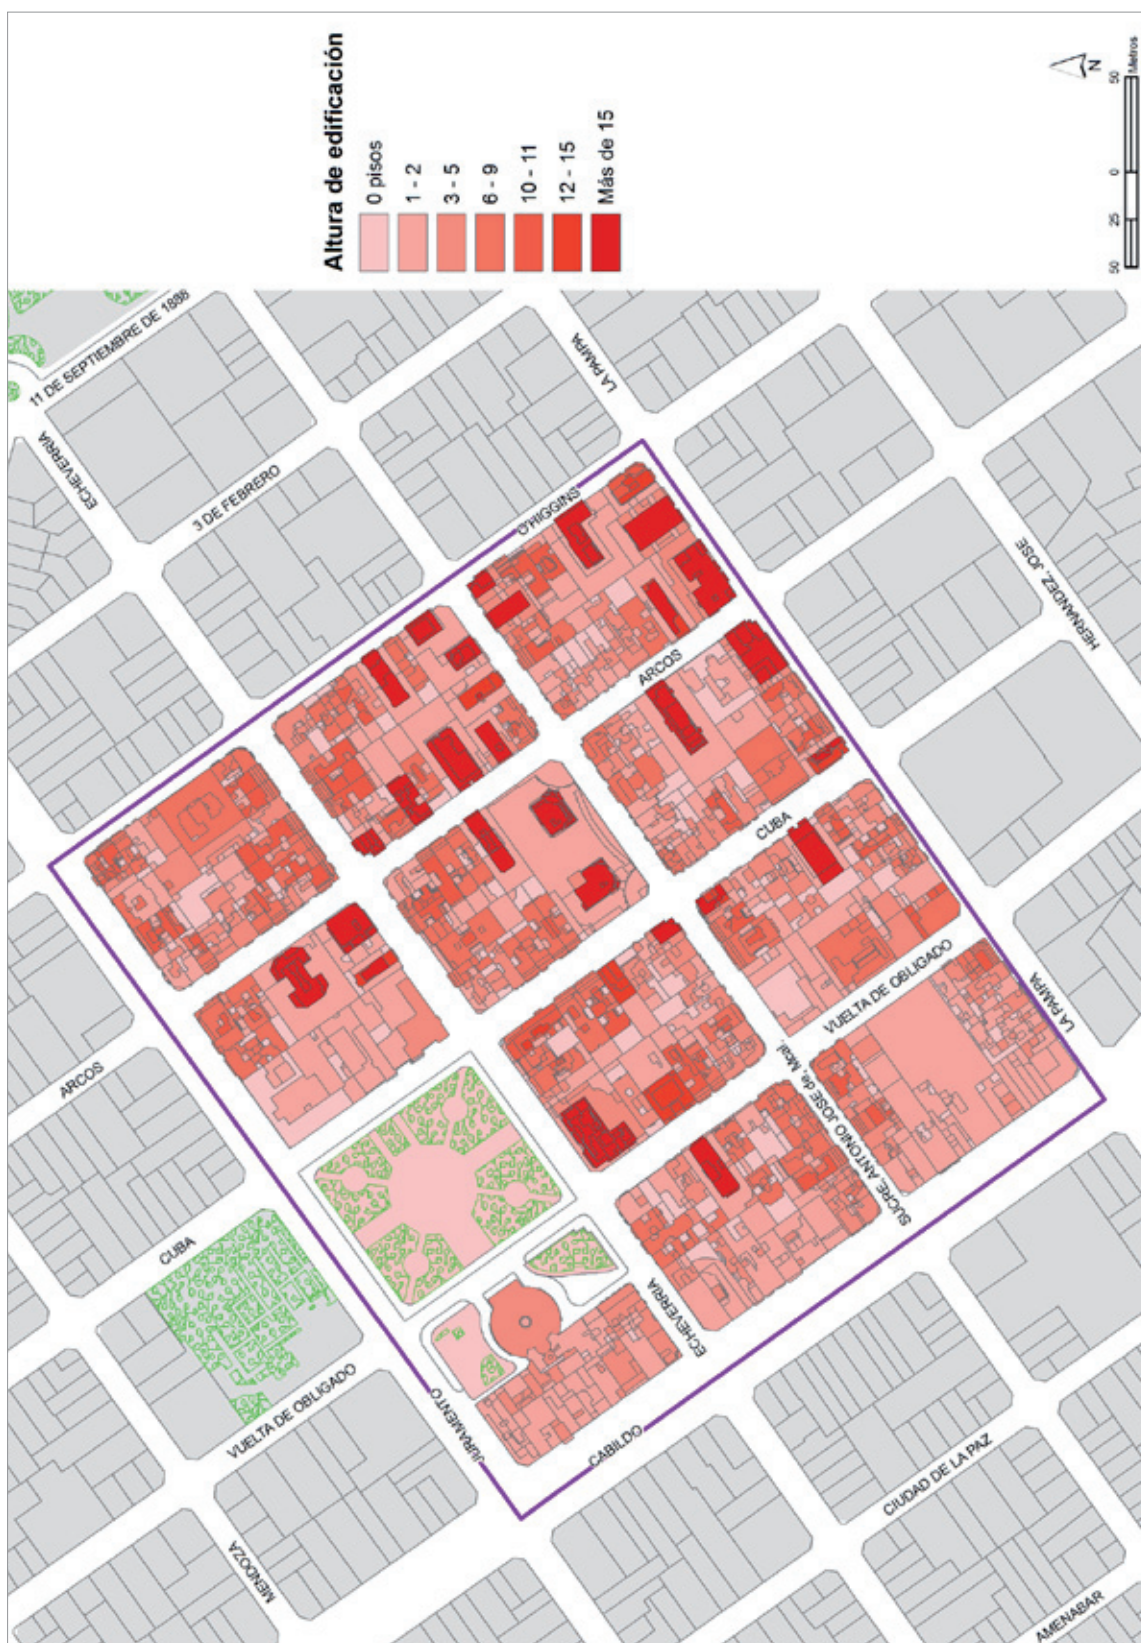 Altura de edificación
0 pisos
1 - 2
3 - 5
6 - 9
10 - 11
12 - 15
Más de 15
N
50
25
0
50
Metros
11 DE SEPTIEMBRE DE 1888
ECHEVERRIA
3 DE FEBRERO
LA PAMPA
O'HIGGINS
HERNANDEZ, JOSE
ARCOS
ARCOS
CUBA
CUBA
VUELTA DE OBLIGADO
LA PAMPA
SUCRE, ANTONIO JOSE de, Mcal.
ECHEVERRIA
VUELTA DE OBLIGADO
JURAMENTO
CABILDO
MENDOZA
CIUDAD DE LA PAZ
AMENABAR